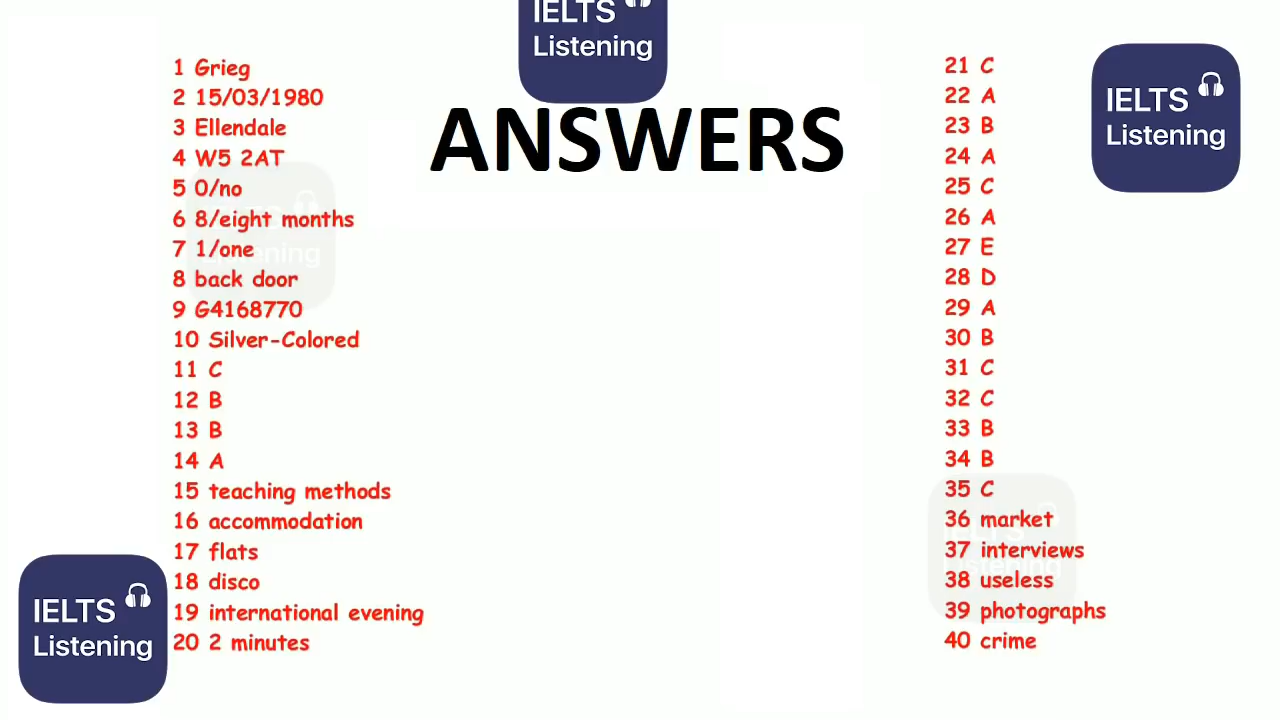 IELTS
Listening
ANSWERS
IELTS
Listening
1 Grieg
2 15/03/1980
3 Ellendale
4 W5 2AT
5 0/no
6 8/eight months
7 1/one
8 back door
9 G4168770
10 Silver-Colored
11 C
12 B
13 B
14 A
15 teaching methods
16 accommodation
17 flats
18 disco
19 international evening
20 2 minutes
21 C
22 A
23 B
24 A
25 C
26 A
27 E
28 D
29 A
30 B
31 C
32 C
33 B
34 B
35 C
36 market
37 interviews
38 useless
39 photographs
40 crime
IELTS
Listening
IELTS
Listening
IELTS
Listening